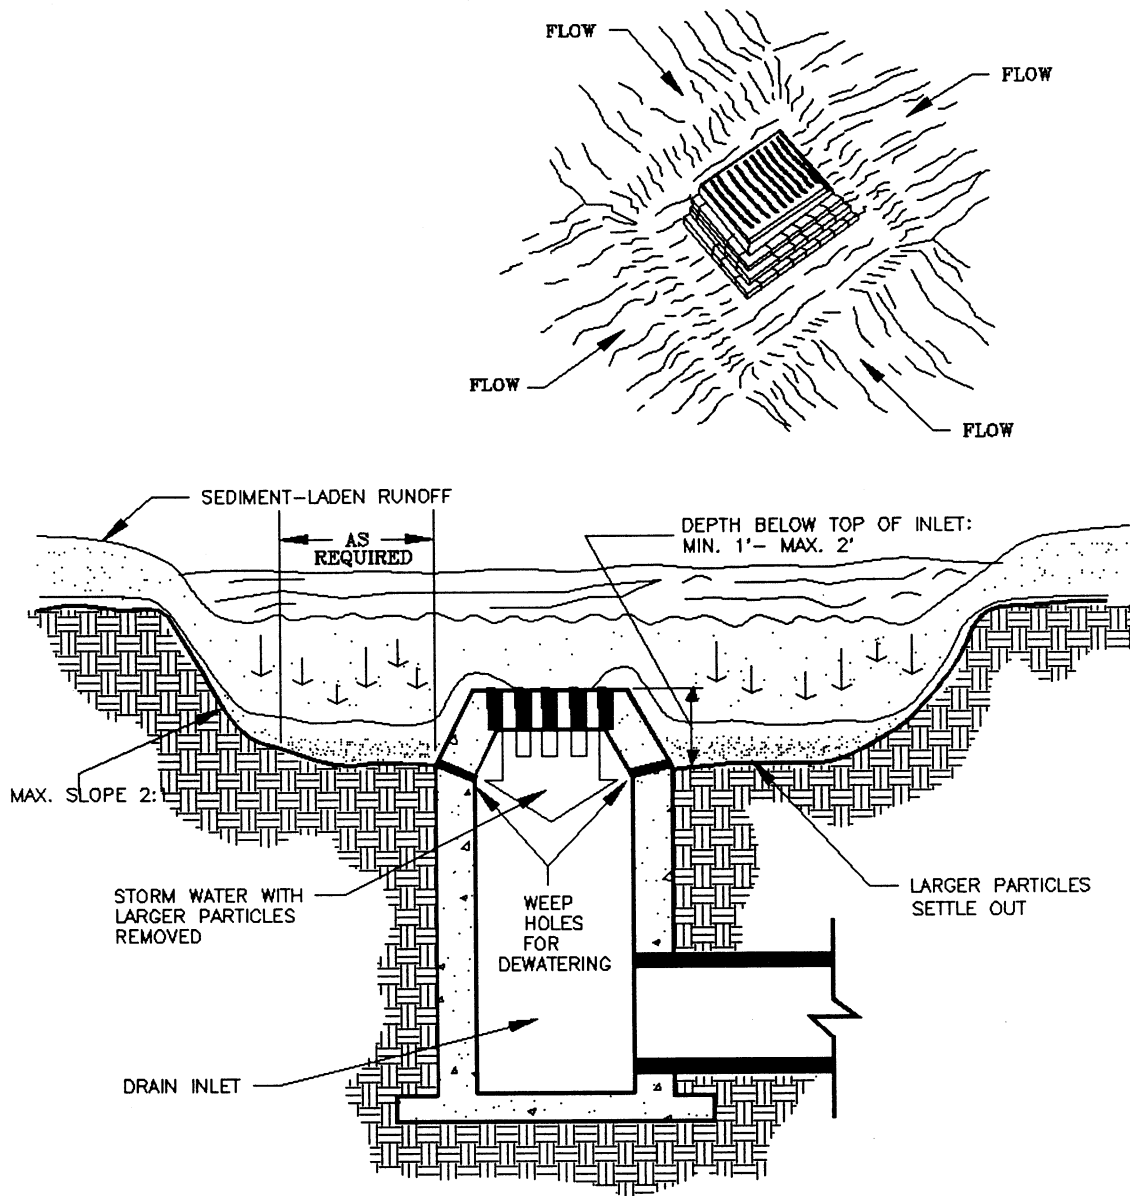 FLOW
FLOW
FLOW
FLOW
SEDIMENT-LADEN RUNOFF
AS
REQUIRED
DEPTH BELOW TOP OF INLET:
MIN. 1'- MAX. 2'
MAX. SLOPE 2:1
STORM WATER WITH
LARGER PARTICLES
REMOVED
WEEP
HOLES
FOR
DEWATERING
LARGER PARTICLES
SETTLE OUT
DRAIN INLET